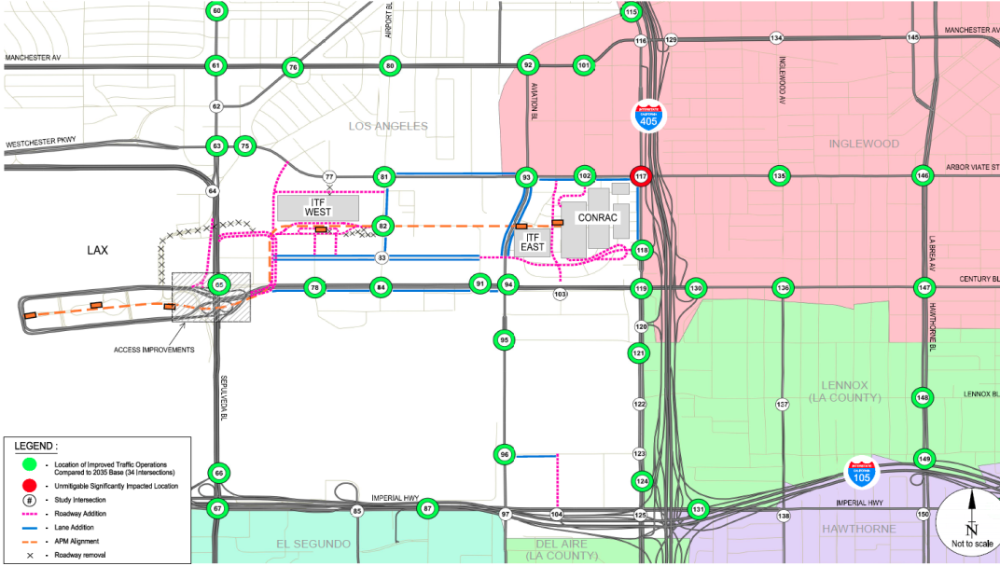 60
AIRPORT BL
115
116
129
134
145
MANCHESTER AV
MANCHESTER AV
61
76
80
92
101
62
LOS ANGELES
AVIATION BL
INTERSTATE
CALIFORNIA
405
INGLEWOOD AV
INGLEWOOD
WESTCHESTER PKWY
63
75
77
81
93
102
117
135
146
ARBOR VIATE ST
64
ITF
WEST
CONRAC
82
ITF
EAST
LAX
83
118
LA BREA AV
65
78
84
91
94
103
119
130
136
147
CENTURY BL
HAWTHORNE BL
120
ACCESS IMPROVEMENTS
95
121
SEPULVEDA BL
LENNOX
(LA COUNTY)
122
137
148
LENNOX BL
LEGEND :
- Location of Improved Traffic Operations
Compared to 2035 Base (34 Intersections)
- Unmitigable Significantly Impacted Location
# - Study Intersection
- Roadway Addition
- Lane Addition
- APM Alignment
- Roadway removal
96
123
149
66
124
INTERSTATE
CALIFORNIA
105
67
85
IMPERIAL HWY
87
97
104
125
131
138
IMPERIAL HWY
150
EL SEGUNDO
DEL AIRE
(LA COUNTY)
HAWTHORNE
N
Not to scale